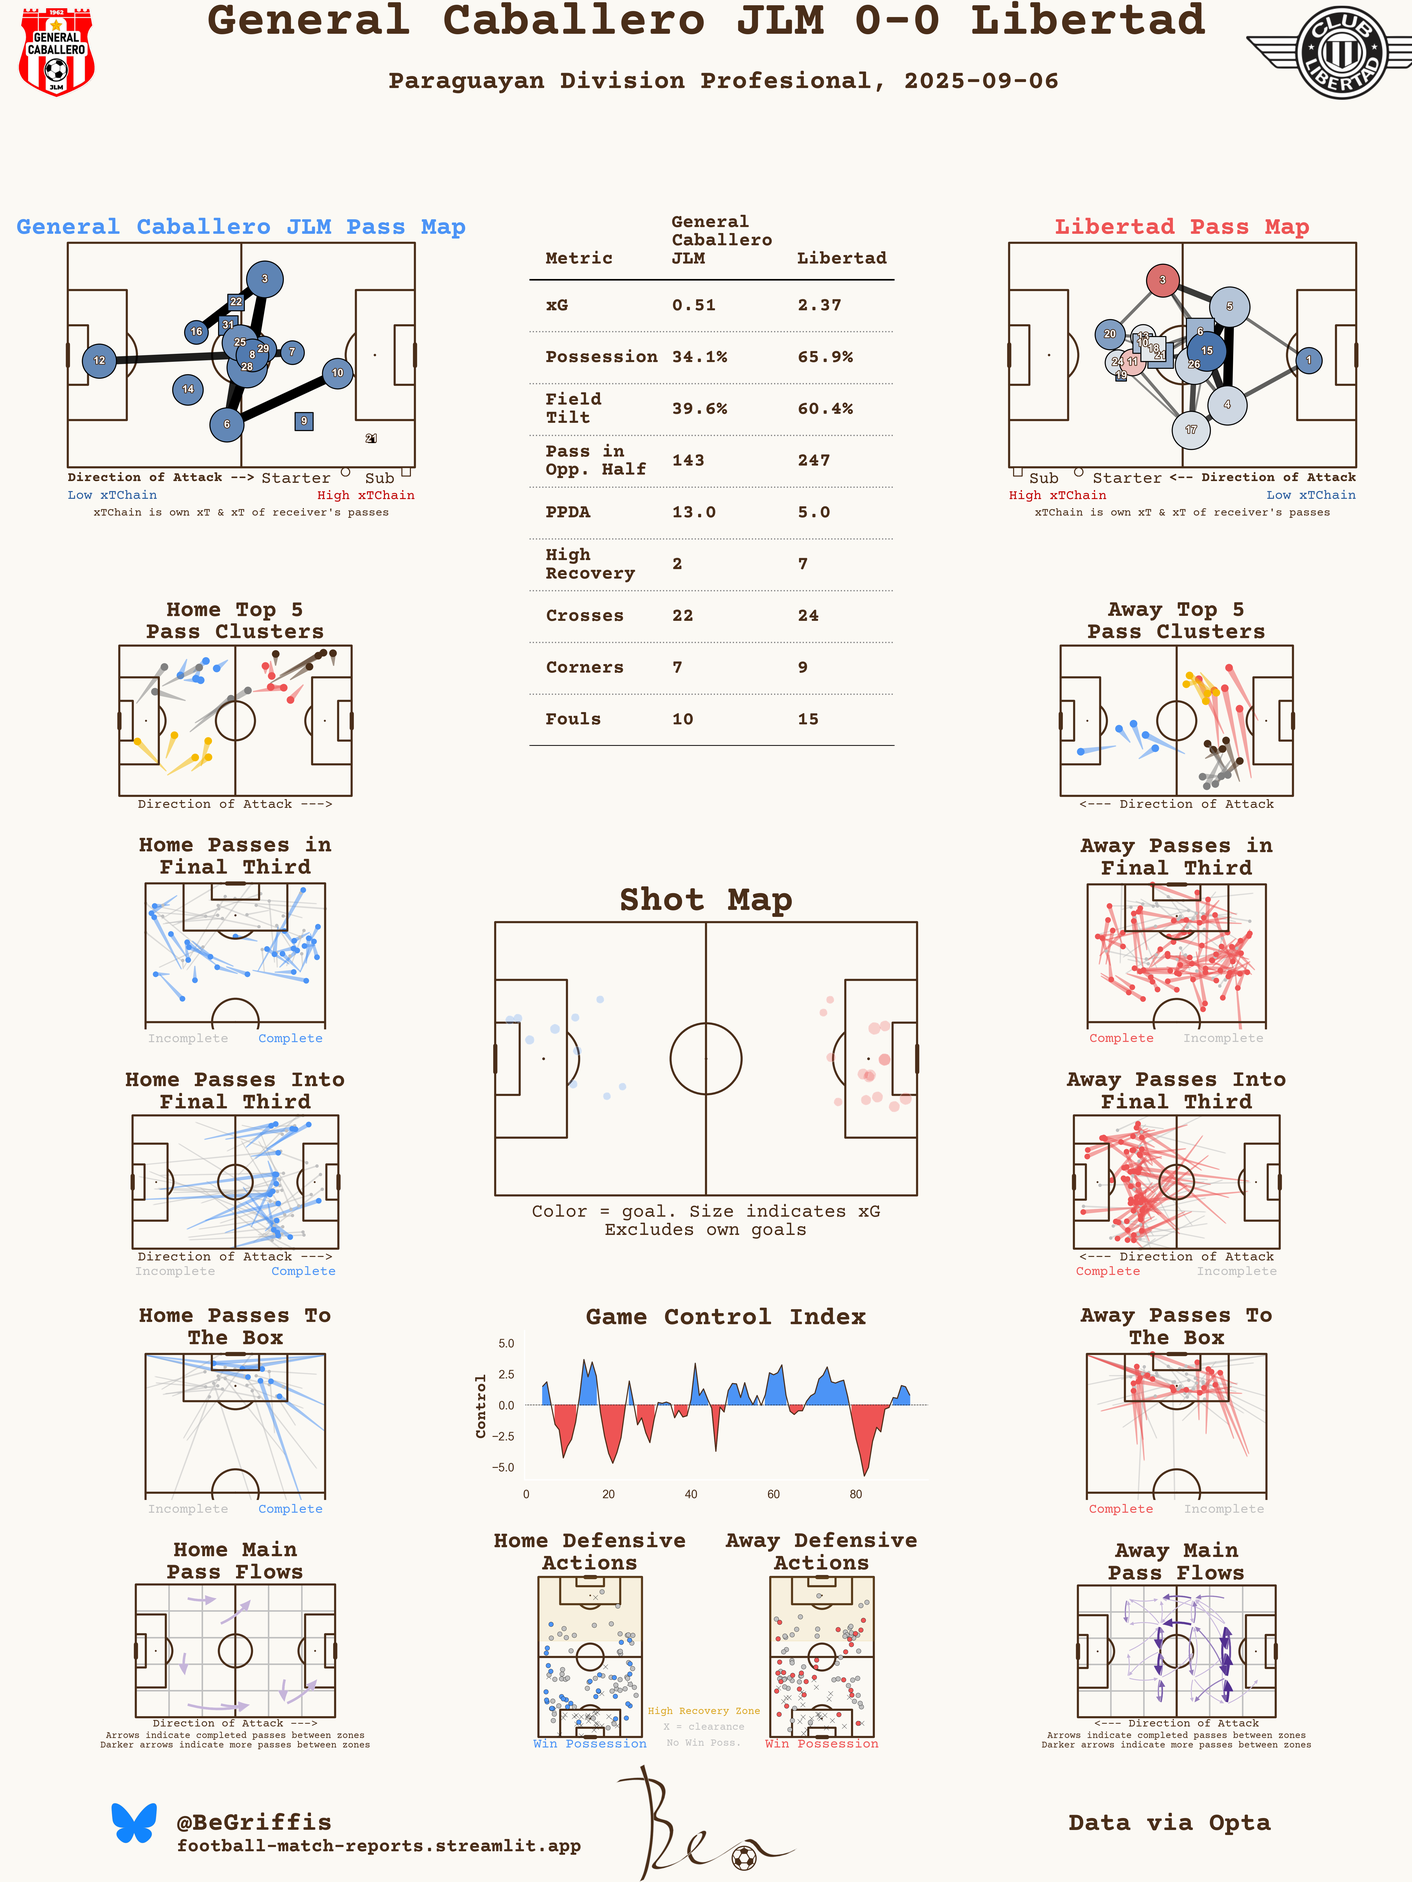 General Caballero JLM 0-0 Libertad
Paraguayan Division Profesional, 2025-09-06
1962
GENERAL
CABALLERO
JLM
CLUB
LIBERTAD
General Caballero JLM Pass Map
3
22
16
31
25
29
8
7
12
28
10
14
6
9
21
Direction of Attack --> Starter Sub
Low xTChain High xTChain
xTChain is own xT & xT of receiver's passes
General
Caballero
Metric JLM Libertad
xG 0.51 2.37
Possession 34.1% 65.9%
Field
Tilt 39.6% 60.4%
Pass in
Opp. Half 143 247
PPDA 13.0 5.0
High
Recovery 2 7
Crosses 22 24
Corners 7 9
Fouls 10 15
Libertad Pass Map
3
5
20
13
10
18
6
15
21
24
11
26
1
19
4
17
Sub Starter <-- Direction of Attack
High xTChain Low xTChain
xTChain is own xT & xT of receiver's passes
Home Top 5
Pass Clusters
Direction of Attack --->
Away Top 5
Pass Clusters
<--- Direction of Attack
Home Passes in
Final Third
Incomplete Complete
Shot Map
Color = goal. Size indicates xG
Excludes own goals
Away Passes in
Final Third
Complete Incomplete
Home Passes Into
Final Third
Direction of Attack --->
Incomplete Complete
Away Passes Into
Final Third
<--- Direction of Attack
Complete Incomplete
Home Passes To
The Box
Incomplete Complete
Game Control Index
Control
5.0
2.5
0.0
−2.5
−5.0
0 20 40 60 80
Away Passes To
The Box
Complete Incomplete
Home Main
Pass Flows
Direction of Attack --->
Arrows indicate completed passes between zones
Darker arrows indicate more passes between zones
Home Defensive
Actions
Win Possession
Away Defensive
Actions
Win Possession
High Recovery Zone
X = clearance
No Win Poss.
Away Main
Pass Flows
<--- Direction of Attack
Arrows indicate completed passes between zones
Darker arrows indicate more passes between zones
@BeGriffis
football-match-reports.streamlit.app
Ben
Data via Opta